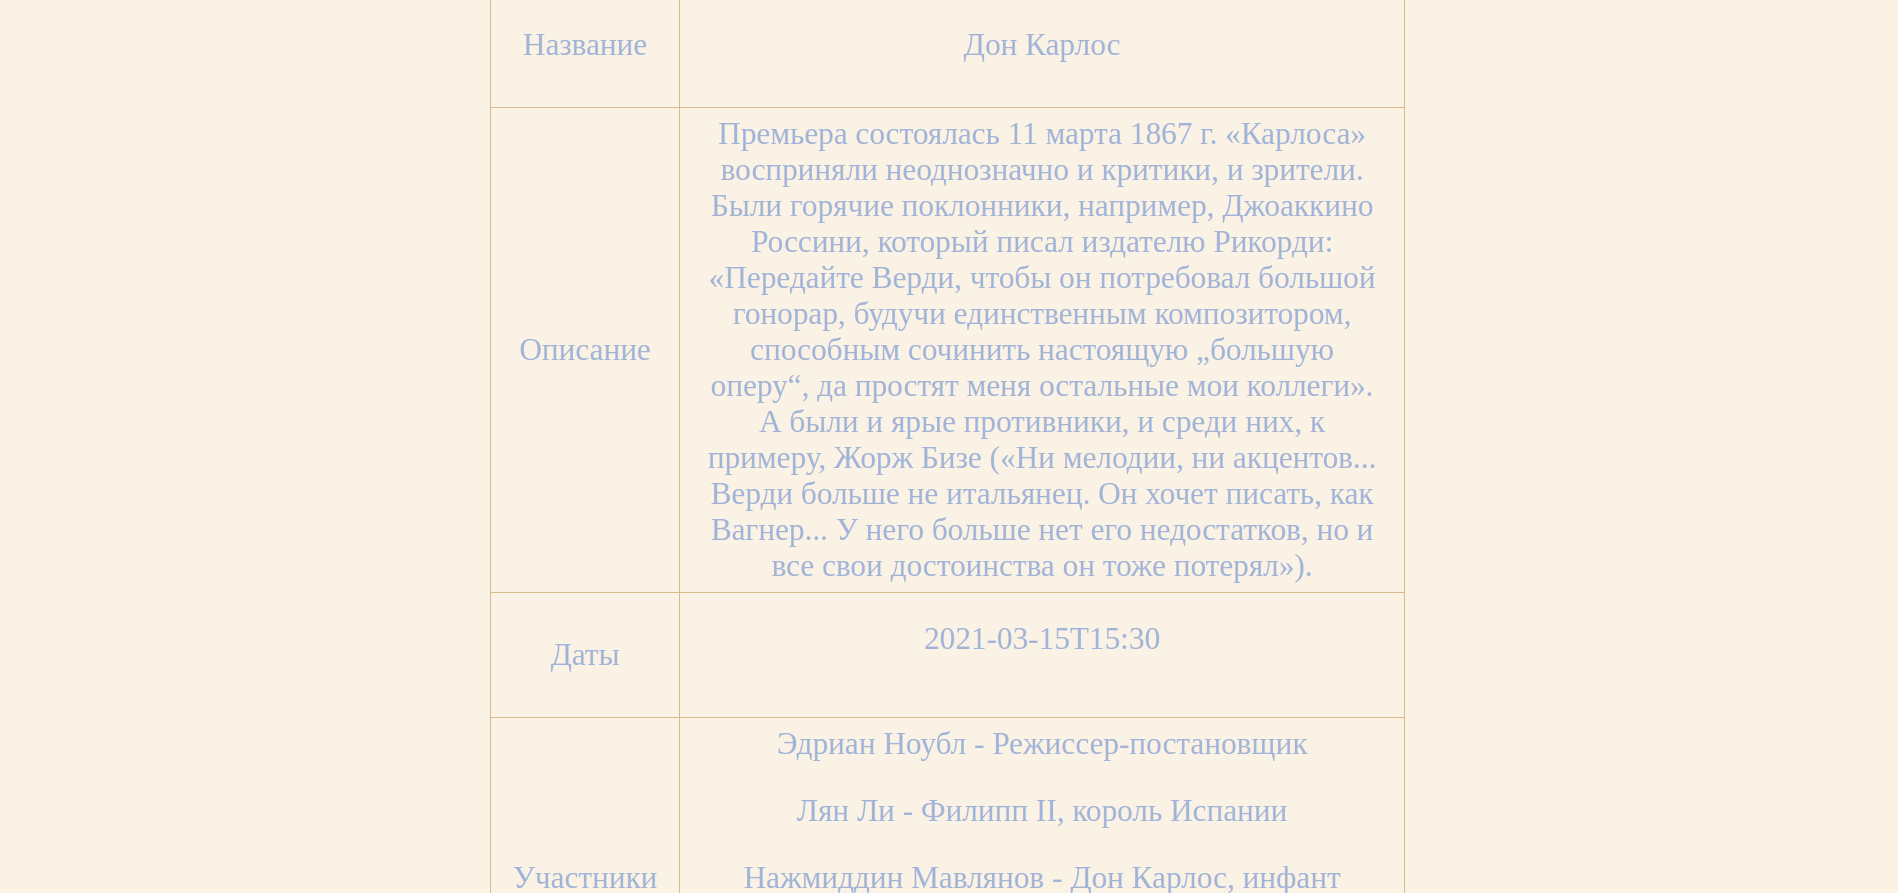 Название
Дон Карлос
Описание
Премьера состоялась 11 марта 1867 г. «Карлоса»
восприняли неоднозначно и критики, и зрители.
Были горячие поклонники, например, Джоаккино
Россини, который писал издателю Рикорди:
«Передайте Верди, чтобы он потребовал большой
гонорар, будучи единственным композитором,
способным сочинить настоящую „большую
оперу“, да простят меня остальные мои коллеги».
А были и ярые противники, и среди них, к
примеру, Жорж Бизе («Ни мелодии, ни акцентов...
Верди больше не итальянец. Он хочет писать, как
Вагнер... У него больше нет его недостатков, но и
все свои достоинства он тоже потерял»).
Даты
2021-03-15T15:30
Участники
Эдриан Ноубл - Режиссер-постановщик
Лян Ли - Филипп II, король Испании
Нажмиддин Мавлянов - Дон Карлос, инфант